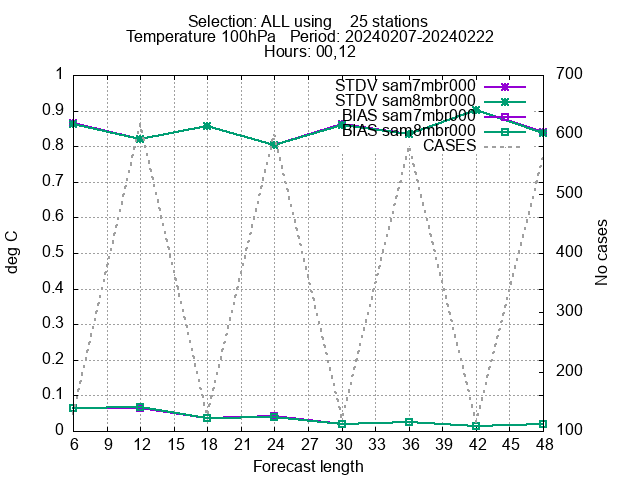 Selection: ALL using 25 stations
Temperature 100hPa Period: 20240207-20240222
Hours: 00,12
1 700
STDV sam7mbr000
0.9 STDV sam8mbr000
BIAS sam7mbr000
BIAS sam8mbr000 600
0.8 CASES
0.7
500
0.6
deg C
0.5 400
No cases
0.4
300
0.3
0.2 200
0.1
0 100
6 9 12 15 18 21 24 27 30 33 36 39 42 45 48
Forecast length